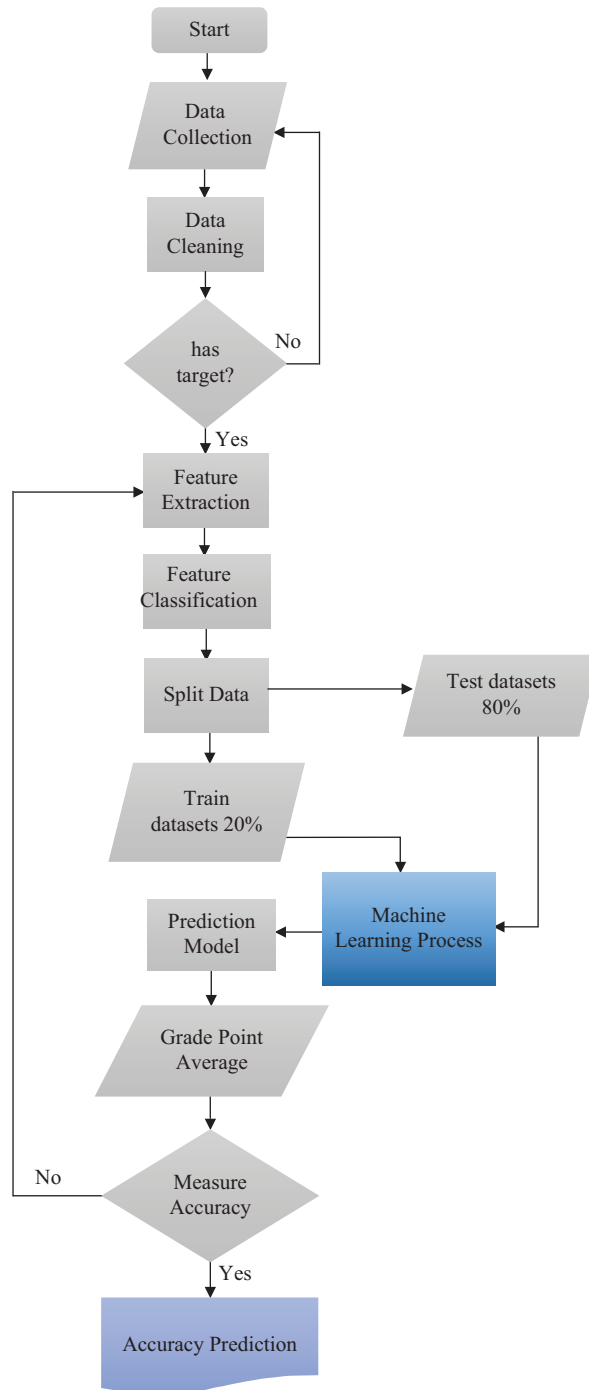 Start
Data
Collection
Data
Cleaning
No
has
target?
Yes
Feature
Extraction
Feature
Classification
Split Data
Test datasets
80%
Train
datasets 20%
Machine
Learning Process
Prediction
Model
Grade Point
Average
No
Measure
Accuracy
Yes
Accuracy Prediction